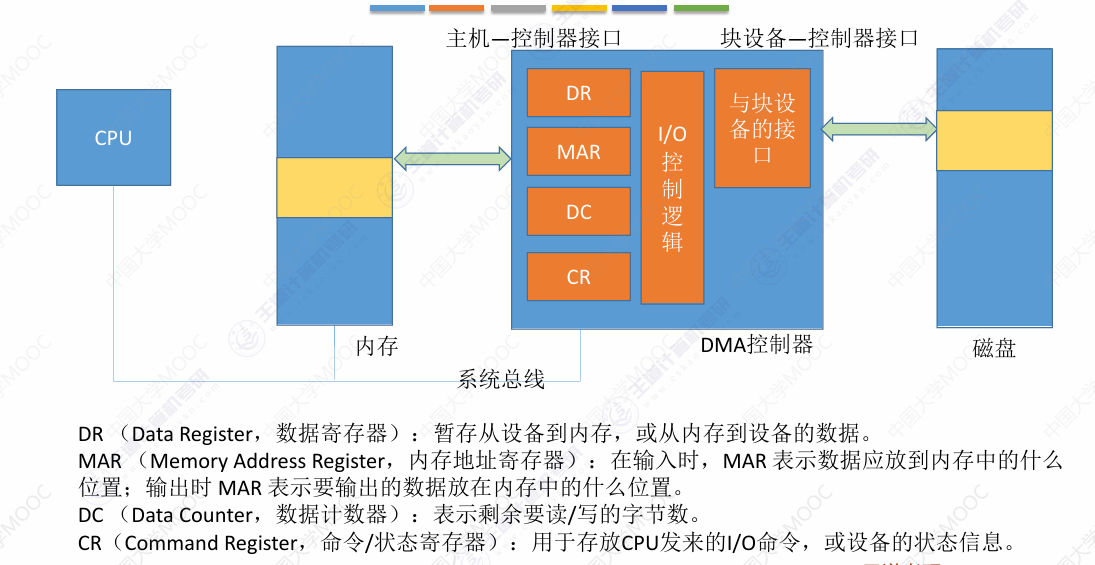 主机—控制器接口
块设备—控制器接口
CPU
DR
MAR
DC
CR
I/O
控
制
逻
辑
与块设
备的接
口
内存
DMA控制器
磁盘
系统总线
DR （Data Register，数据寄存器）：暂存从设备到内存，或从内存到设备的数据。
MAR （Memory Address Register，内存地址寄存器）：在输入时，MAR 表示数据应放到内存中的什么
位置；输出时 MAR 表示要输出的数据放在内存中的什么位置。
DC （Data Counter，数据计数器）：表示剩余要读/写的字节数。
CR（Command Register，命令/状态寄存器）：用于存放CPU发来的I/O命令，或设备的状态信息。
中国大学MOOC